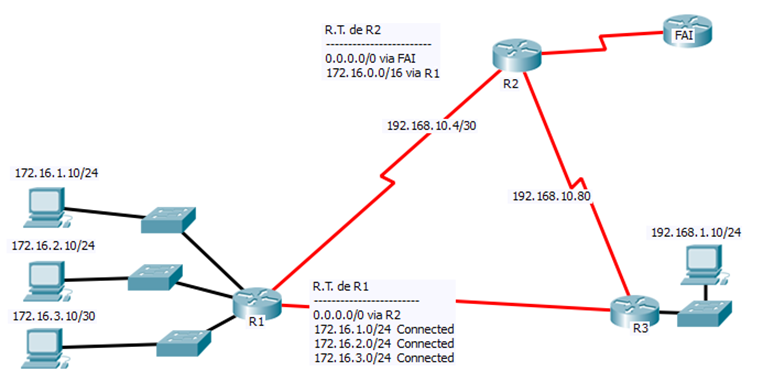 R.T. de R2
-------------------------
0.0.0.0/0 via FAI
172.16.0.0/16 via R1
FAI
R2
192.168.10.4/30
172.16.1.10/24
192.168.10.80
192.168.1.10/24
172.16.2.10/24
R.T. de R1
-------------------------
0.0.0.0/0 via R2
172.16.1.0/24 Connected
172.16.2.0/24 Connected
172.16.3.0/24 Connected
172.16.3.10/30
R1
R3